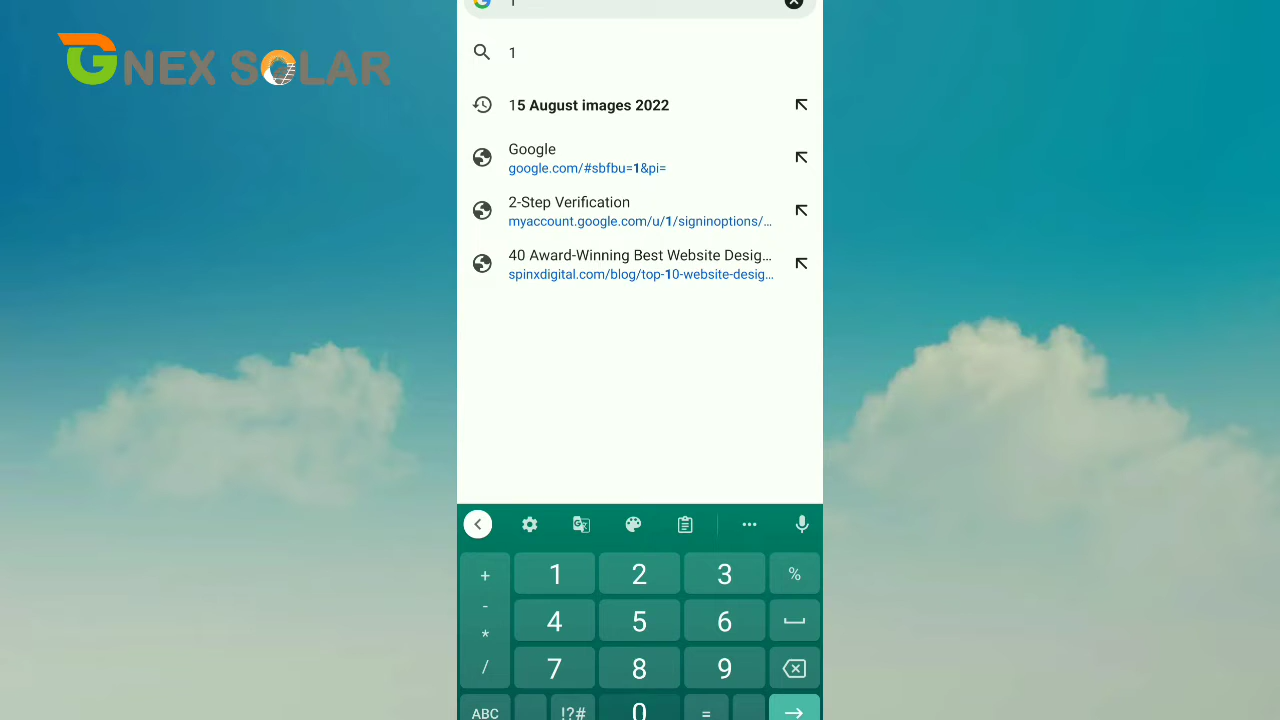 GNEX SOLAR
1
1
15 August images 2022
Google
google.com/#sbfbu=1&pi=
2-Step Verification
myaccount.google.com/u/1/signinoptions/...
40 Award-Winning Best Website Desig...
spinxdigital.com/blog/top-10-website-desig...
+ 1 2 3 %
- 4 5 6
*
/ 7 8 9
ABC !?# 0 =